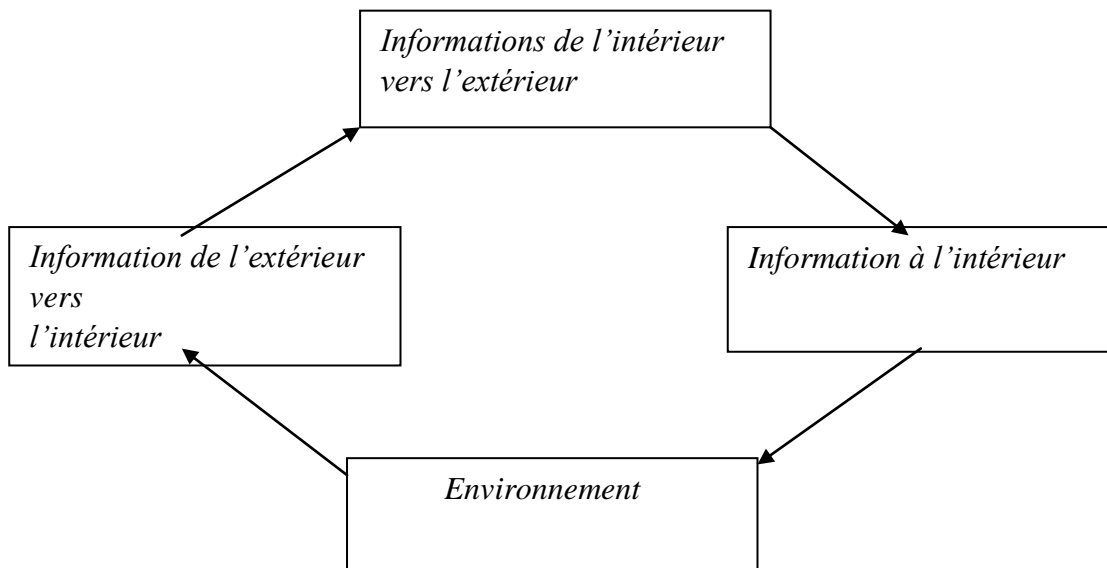 Informations de l’intérieur
vers l’extérieur
Information de l’extérieur
vers
l’intérieur
Information à l’intérieur
Environnement